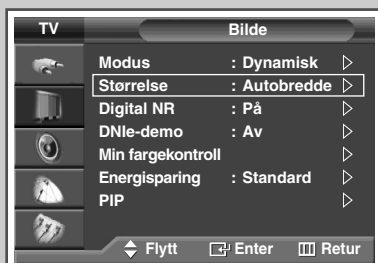 TV Bilde
Modus : Dynamisk
Størrelse : Autobredde
Digital NR : På
DNIe-demo : Av
Min fargekontroll
Energisparing : Standard
PIP
Flytt Enter Retur